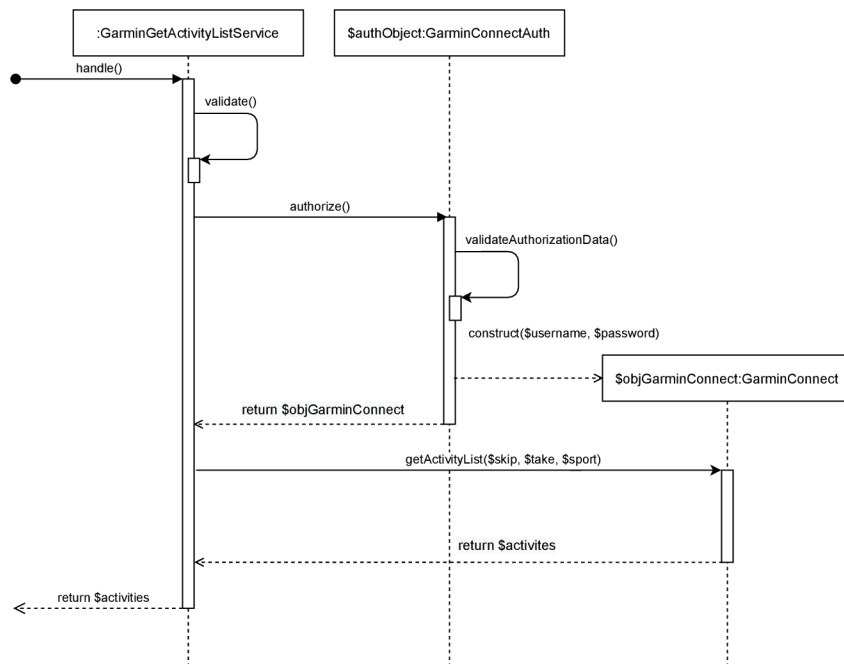 :GarminGetActivityListService
$authObject:GarminConnectAuth
handle()
validate()
authorize()
validateAuthorizationData()
construct($username, $password)
$objGarminConnect:GarminConnect
return $objGarminConnect
getActivityList($skip, $take, $sport)
return $activites
return $activities